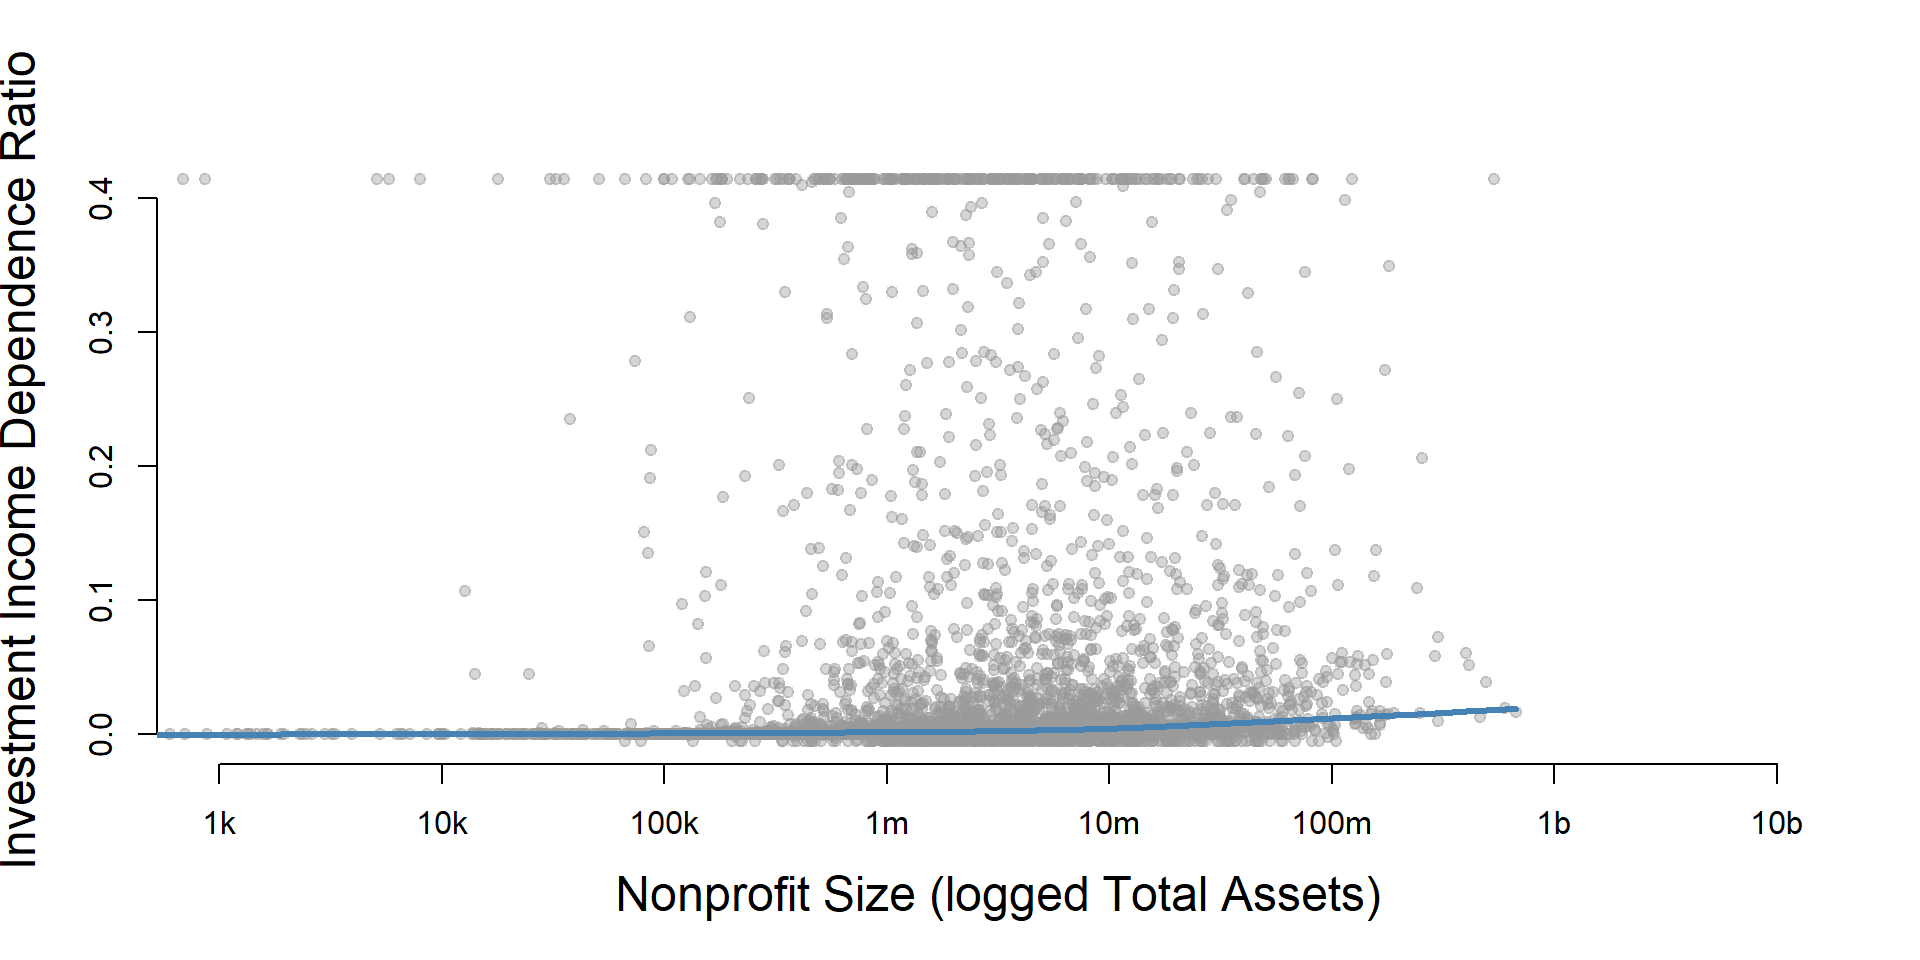 Investment Income Dependence Ratio
0.4
0.3
0.2
0.1
0.0
1k 10k 100k 1m 10m 100m 1b 10b
Nonprofit Size (logged Total Assets)